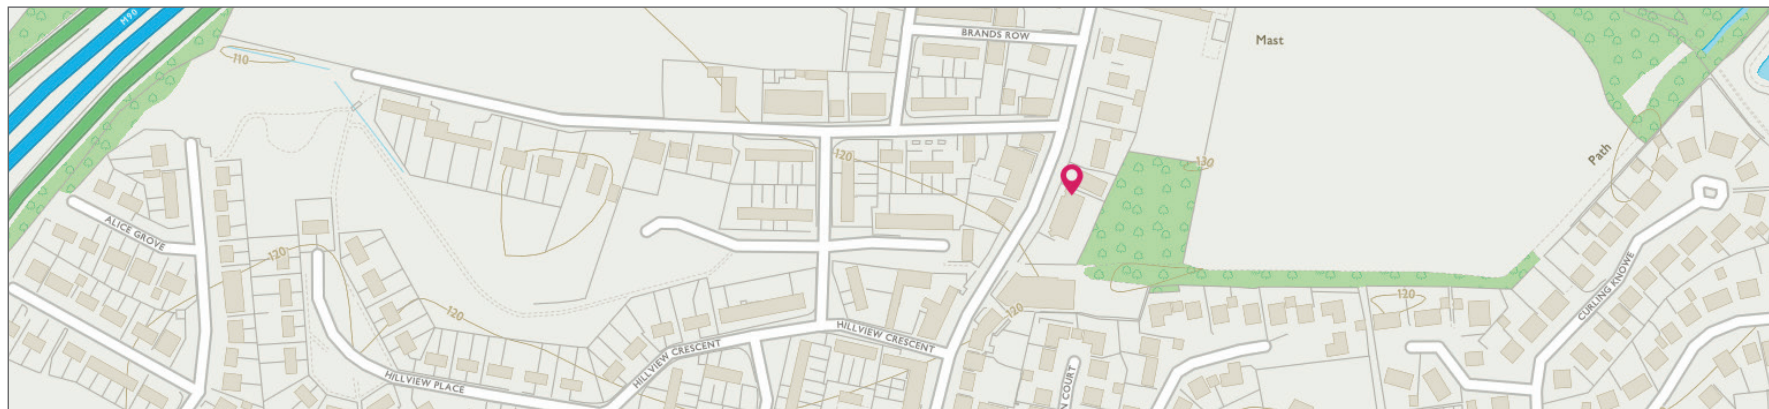 M90
BRANDS ROW
Mast
110
120
130
Path
ALICE GROVE
120
CURLING KNOWE
120
120
120
HILLVIEW CRESCENT
HILLVIEW CRESCENT
HILLVIEW PLACE
COURT